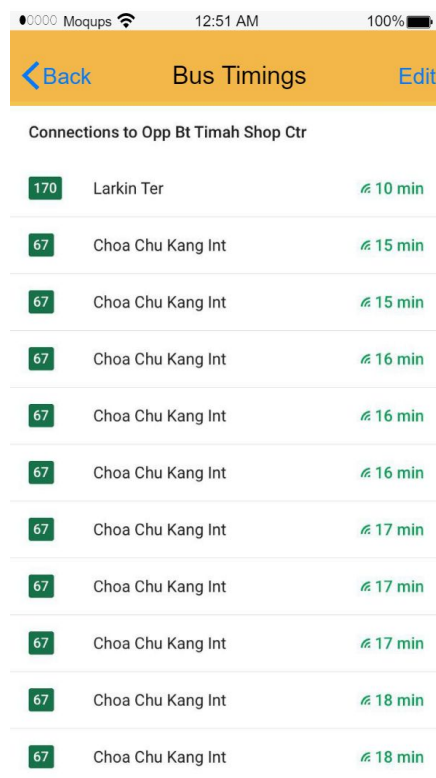 Moqups 12:51 AM 100%
Back Bus Timings Edit
Connections to Opp Bt Timah Shop Ctr
170 Larkin Ter 10 min
67 Choa Chu Kang Int 15 min
67 Choa Chu Kang Int 15 min
67 Choa Chu Kang Int 16 min
67 Choa Chu Kang Int 16 min
67 Choa Chu Kang Int 16 min
67 Choa Chu Kang Int 17 min
67 Choa Chu Kang Int 17 min
67 Choa Chu Kang Int 17 min
67 Choa Chu Kang Int 18 min
67 Choa Chu Kang Int 18 min